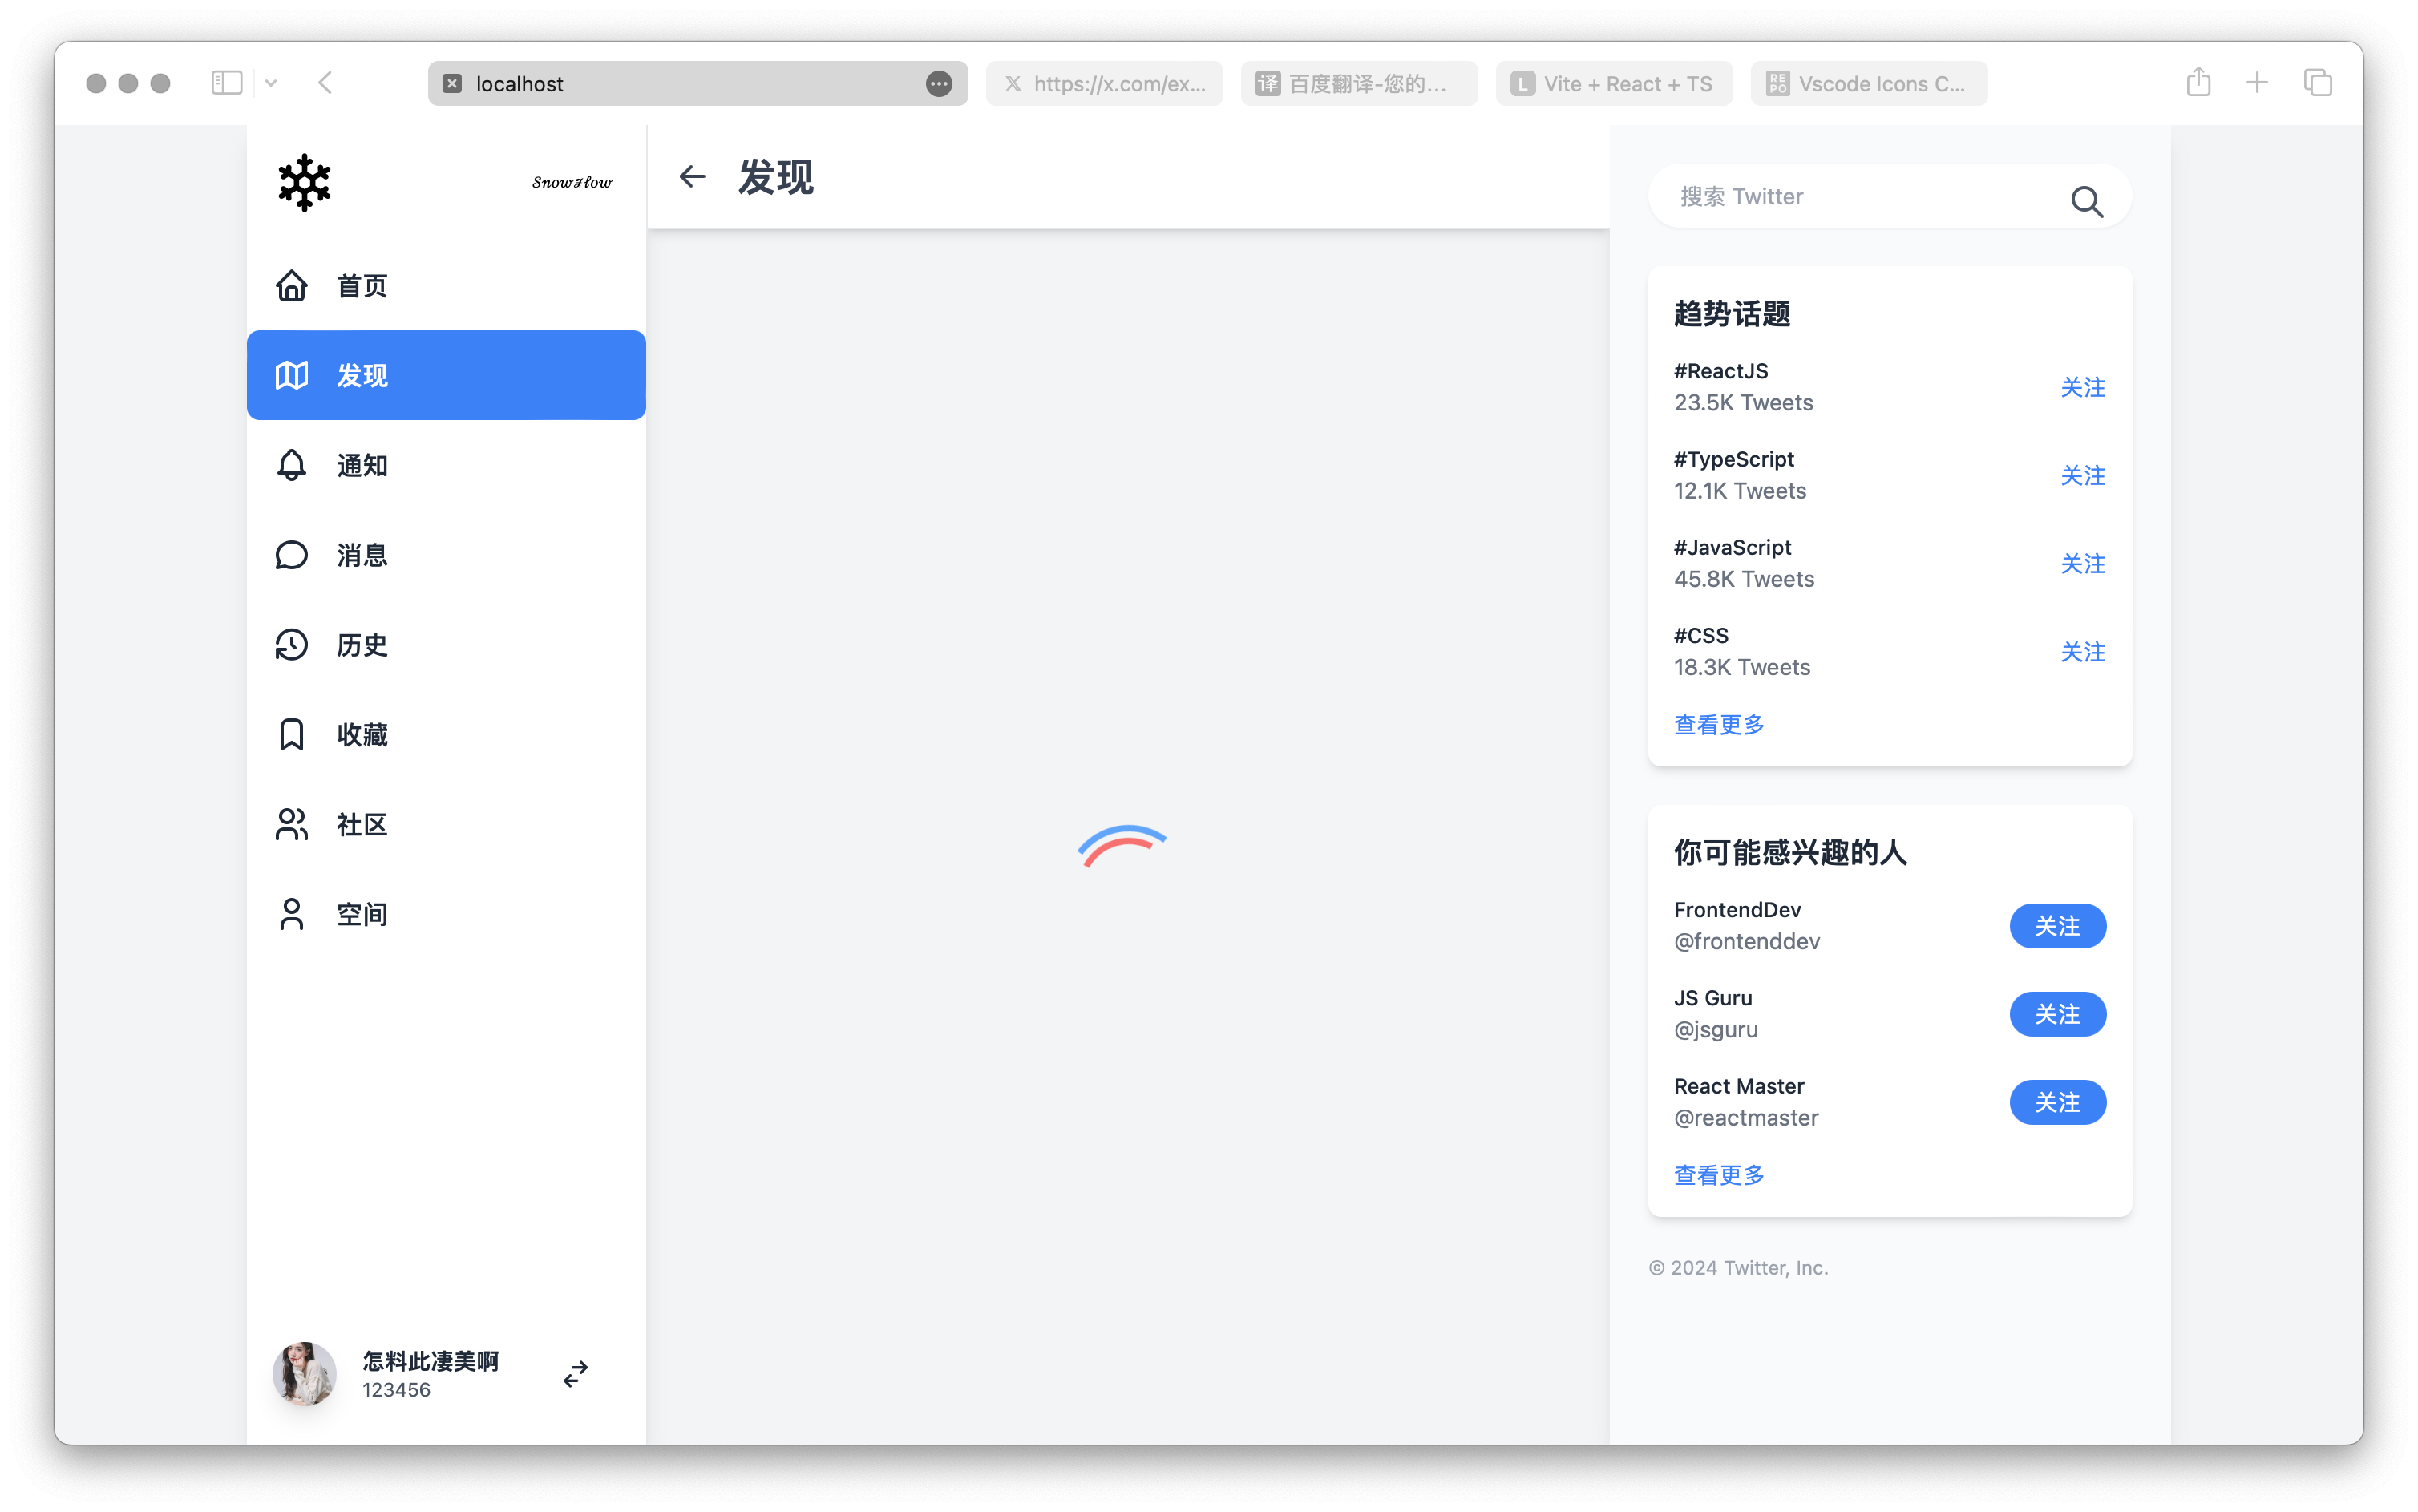 localhost
https://x.com/ex...
译 百度翻译-您的...
L Vite + React + TS
REPO Vscode Icons C...
SnowFlow
首页
发现
通知
消息
历史
收藏
社区
空间
怎料此凄美啊
123456
发现
搜索 Twitter
趋势话题
#ReactJS
23.5K Tweets
关注
#TypeScript
12.1K Tweets
关注
#JavaScript
45.8K Tweets
关注
#CSS
18.3K Tweets
关注
查看更多
你可能感兴趣的人
FrontendDev
@frontenddev
关注
JS Guru
@jsguru
关注
React Master
@reactmaster
关注
查看更多
© 2024 Twitter, Inc.